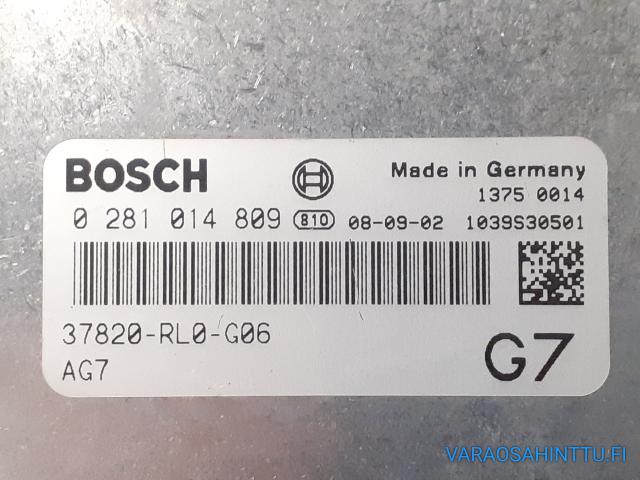 BOSCH
Made in Germany
1375 0014
0 281 014 809 810 08-09-02 1039S30501
37820-RL0-G06
AG7
G7
VARAOSAHINTTU.FI